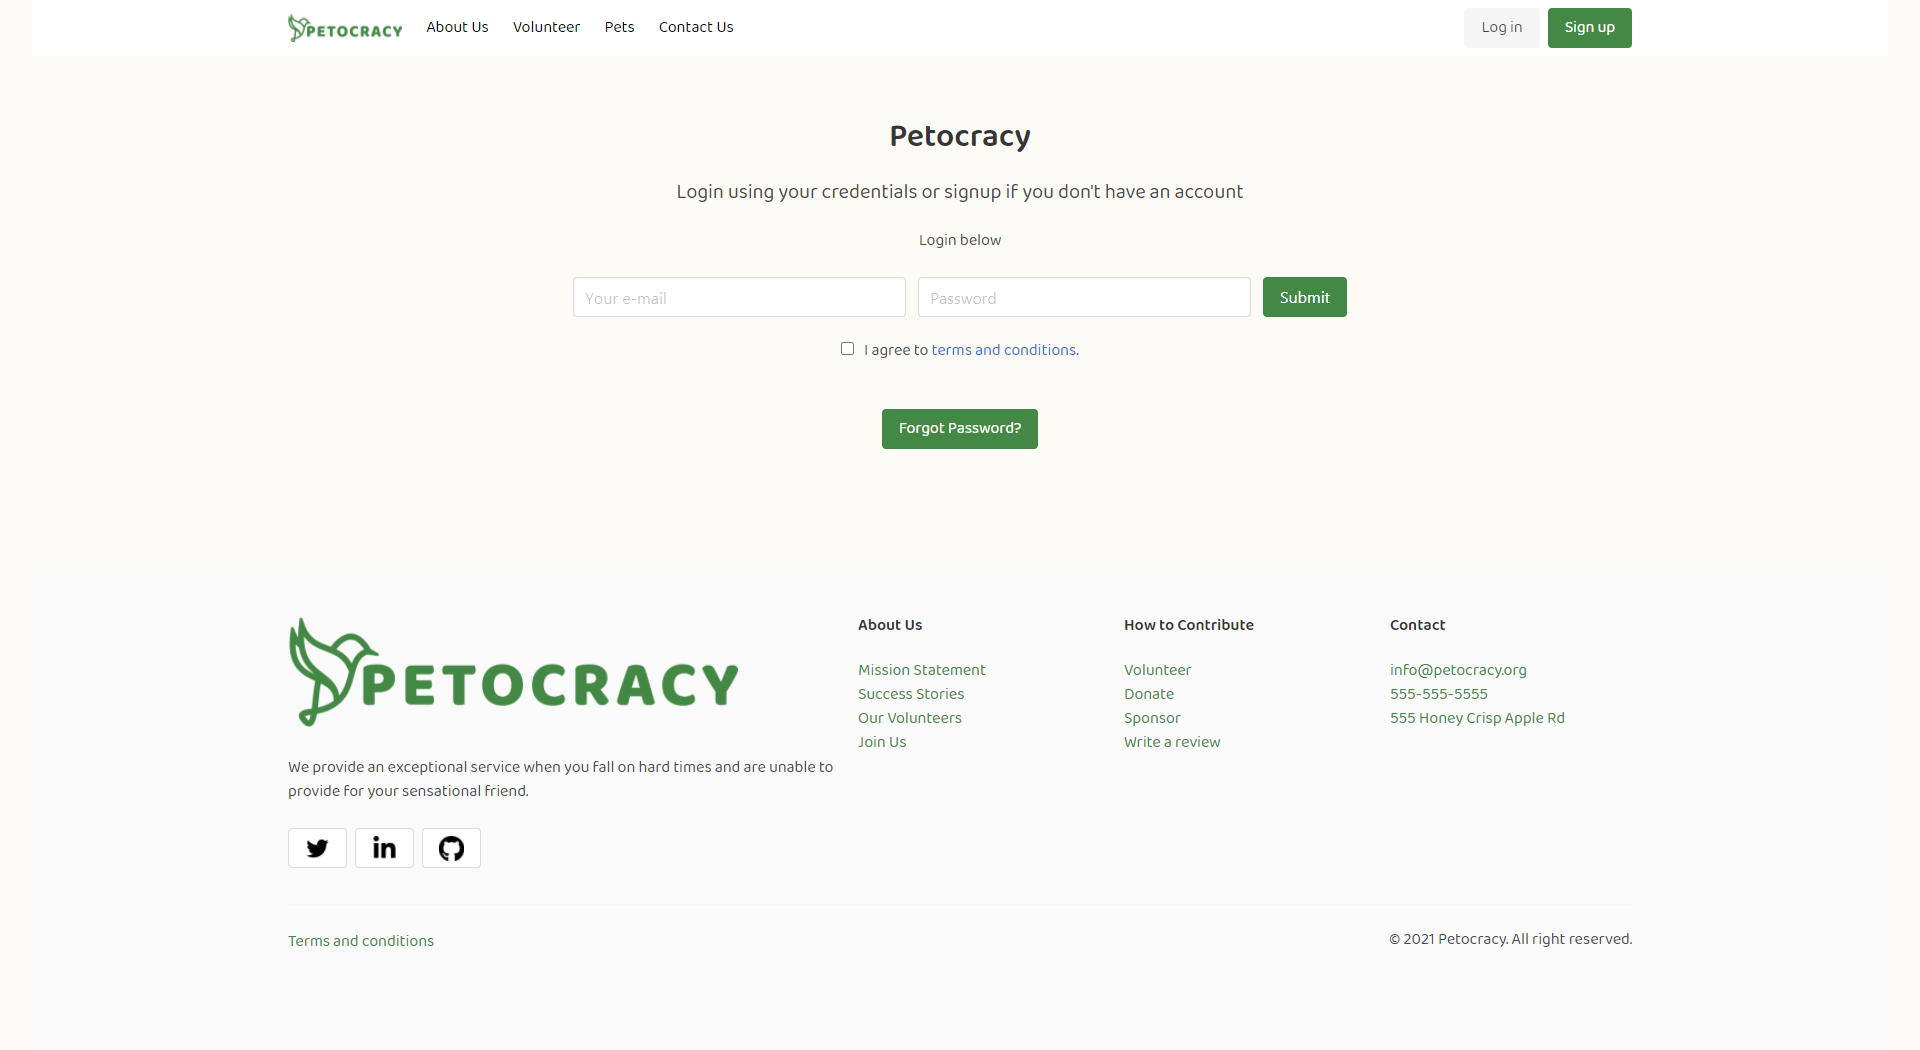 PETOCRACY About Us Volunteer Pets Contact Us Log in Sign up
Petocracy
Login using your credentials or signup if you don't have an account
Login below
Your e-mail Password Submit
I agree to terms and conditions.
Forgot Password?
PETOCRACY
We provide an exceptional service when you fall on hard times and are unable to
provide for your sensational friend.
About Us
Mission Statement
Success Stories
Our Volunteers
Join Us
How to Contribute
Volunteer
Donate
Sponsor
Write a review
Contact
info@petocracy.org
555-555-5555
555 Honey Crisp Apple Rd
in
Terms and conditions
© 2021 Petocracy. All right reserved.